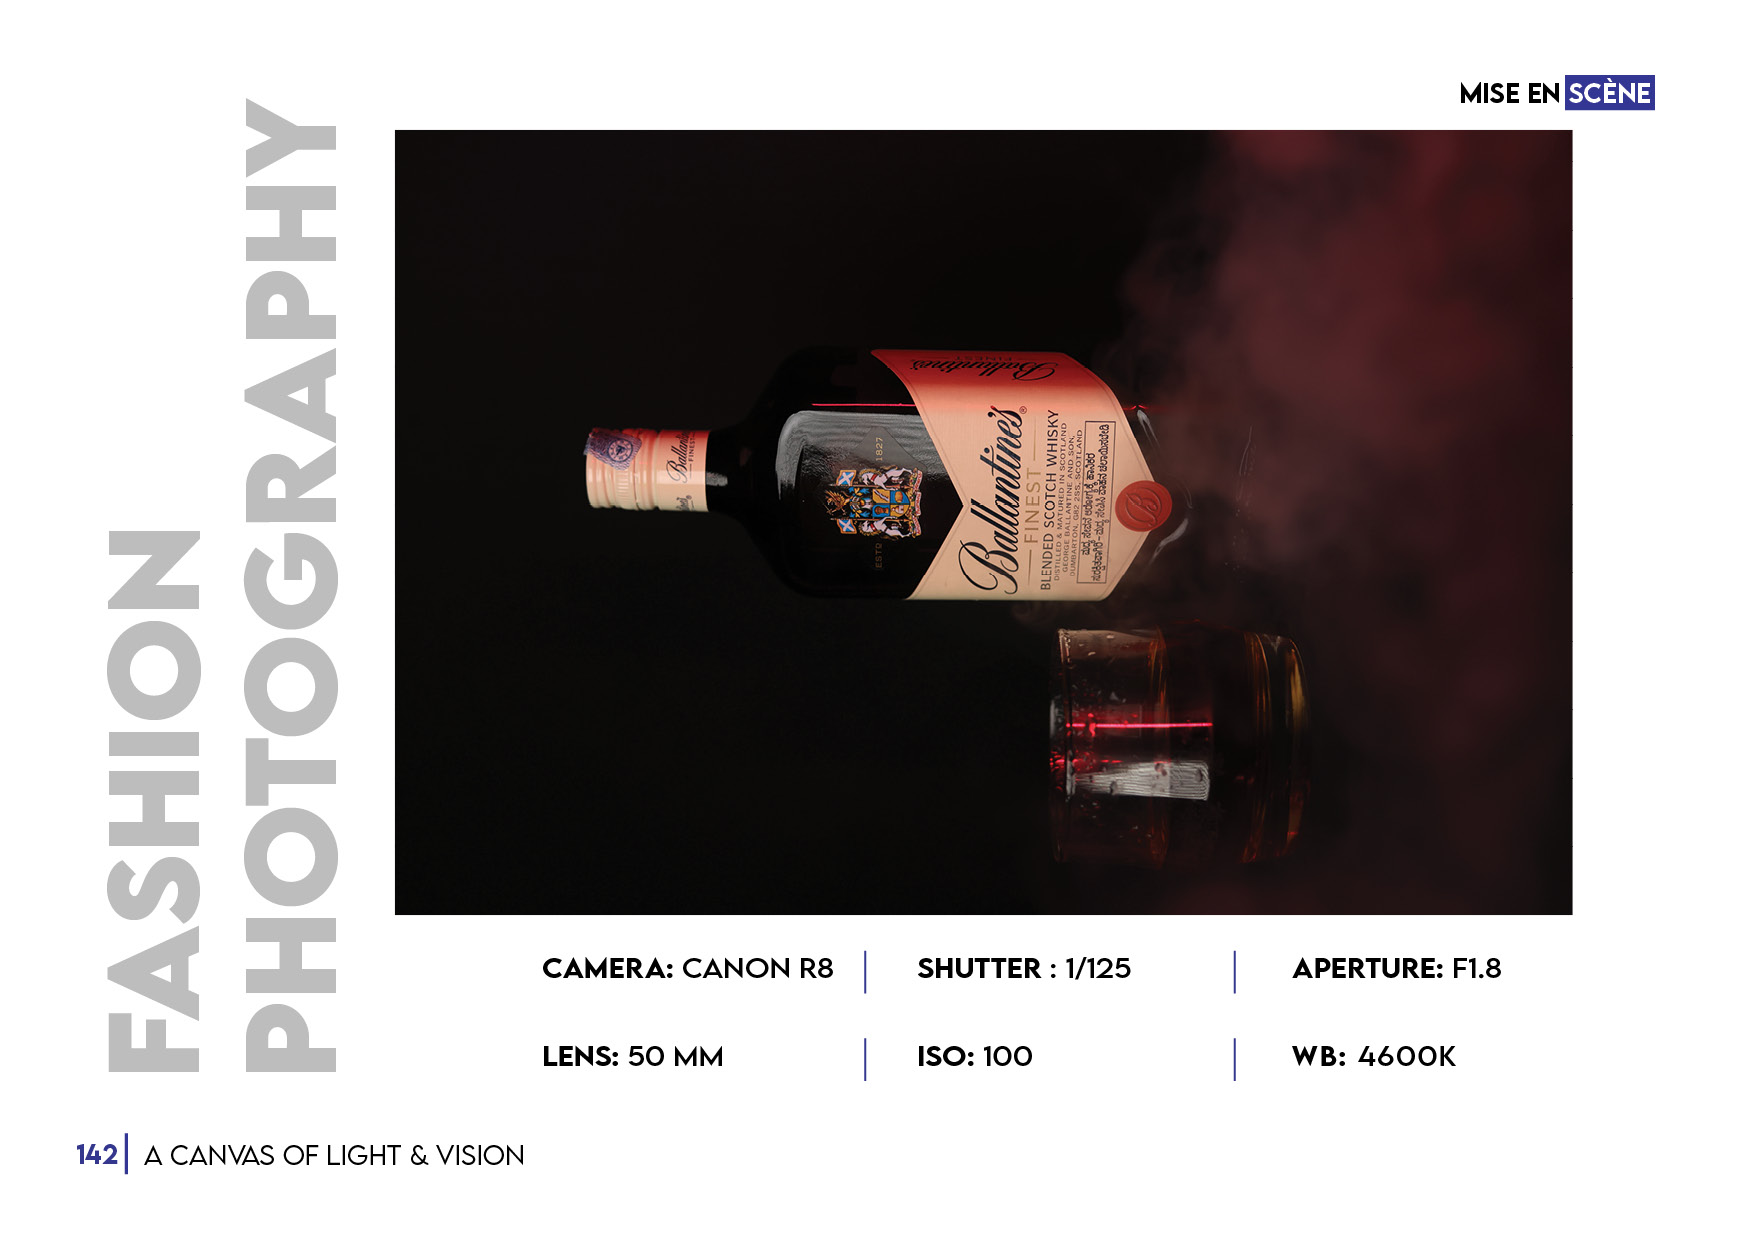 MISE EN SCÈNE
FASHION
PHOTOGRAPHY
Ballantine's
FINEST
Ballantine's
FINEST
ESTD 1827
Ballantine's®
FINEST
BLENDED SCOTCH WHISKY
DISTILLED & MATURED IN SCOTLAND
GEORGE BALLANTINE AND SON,
DUMBARTON, G82 2SS, SCOTLAND
B
CAMERA: CANON R8
SHUTTER : 1/125
APERTURE: F1.8
LENS: 50 MM
ISO: 100
WB: 4600K
142
A CANVAS OF LIGHT & VISION